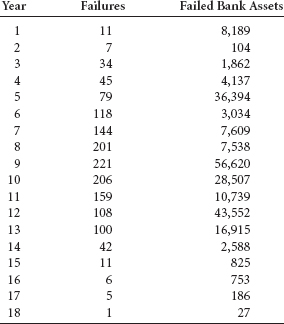 Year Failures Failed Bank Assets
1 11 8,189
2 7 104
3 34 1,862
4 45 4,137
5 79 36,394
6 118 3,034
7 144 7,609
8 201 7,538
9 221 56,620
10 206 28,507
11 159 10,739
12 108 43,552
13 100 16,915
14 42 2,588
15 11 825
16 6 753
17 5 186
18 1 27